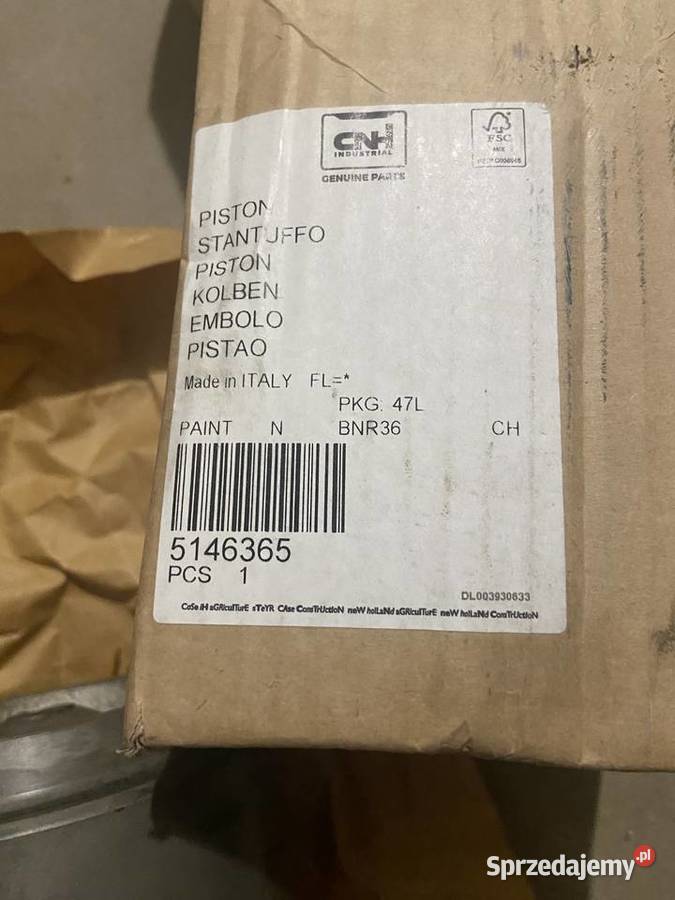 CNH
INDUSTRIAL
GENUINE PARTS
FSC
MIX
PISTON
STANTUFFO
PISTON
KOLBEN
EMBOLO
PISTAO
Made in ITALY FL=*
PKG: 47L
PAINT N BNR36 CH
5146365
PCS 1
DL003930633
CaSe IH aGRIculTurE sTeYR CAse ConsTrUctioN neW holLaNd aGRIculTurE neW holLaNd ConsTrUctioN
Sprzedajemy.pl